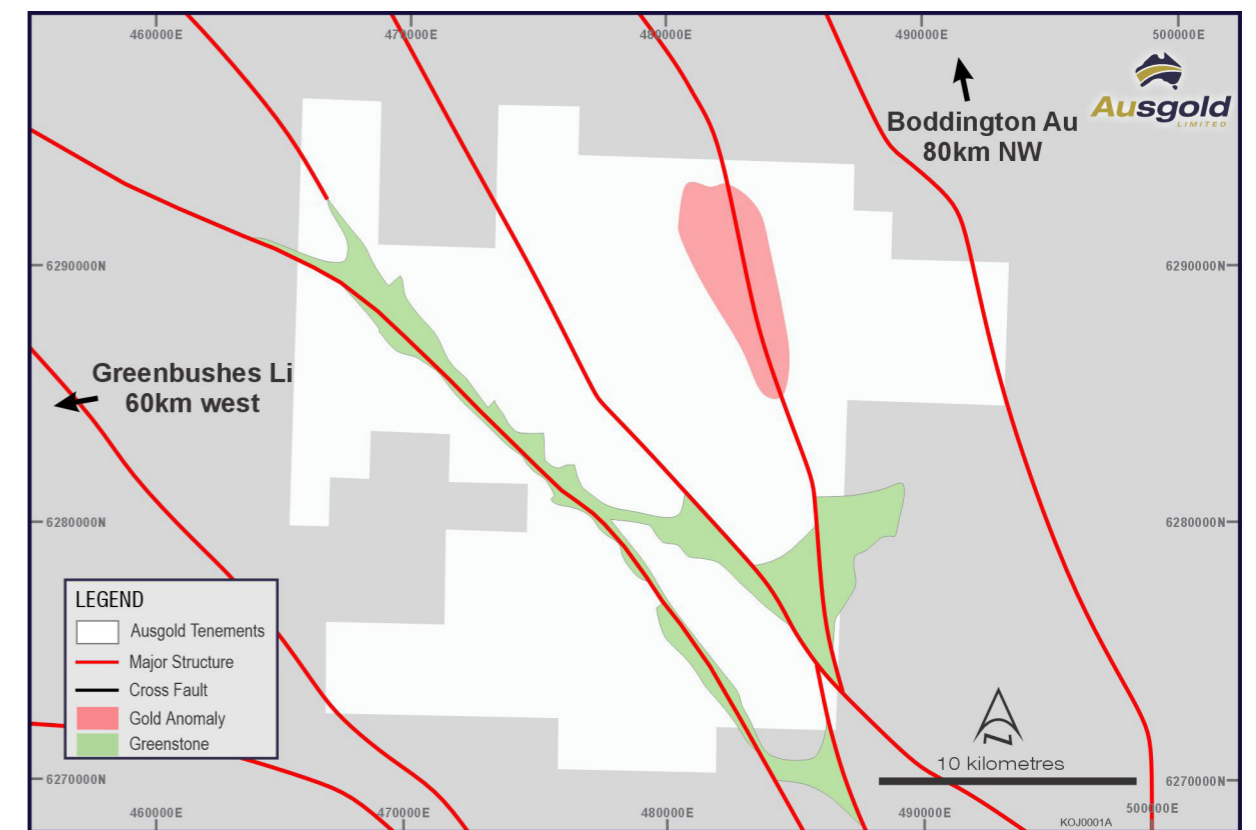 460000E
470000E
480000E
490000E
500000E
Ausgold
LIMITED
Boddington Au
80km NW
6290000N
6290000N
Greenbushes Li
60km west
6280000N
6280000N
LEGEND
Ausgold Tenements
Major Structure
Cross Fault
Gold Anomaly
Greenstone
N
10 kilometres
6270000N
6270000N
460000E
470000E
480000E
490000E
500000E
KOJ0001A